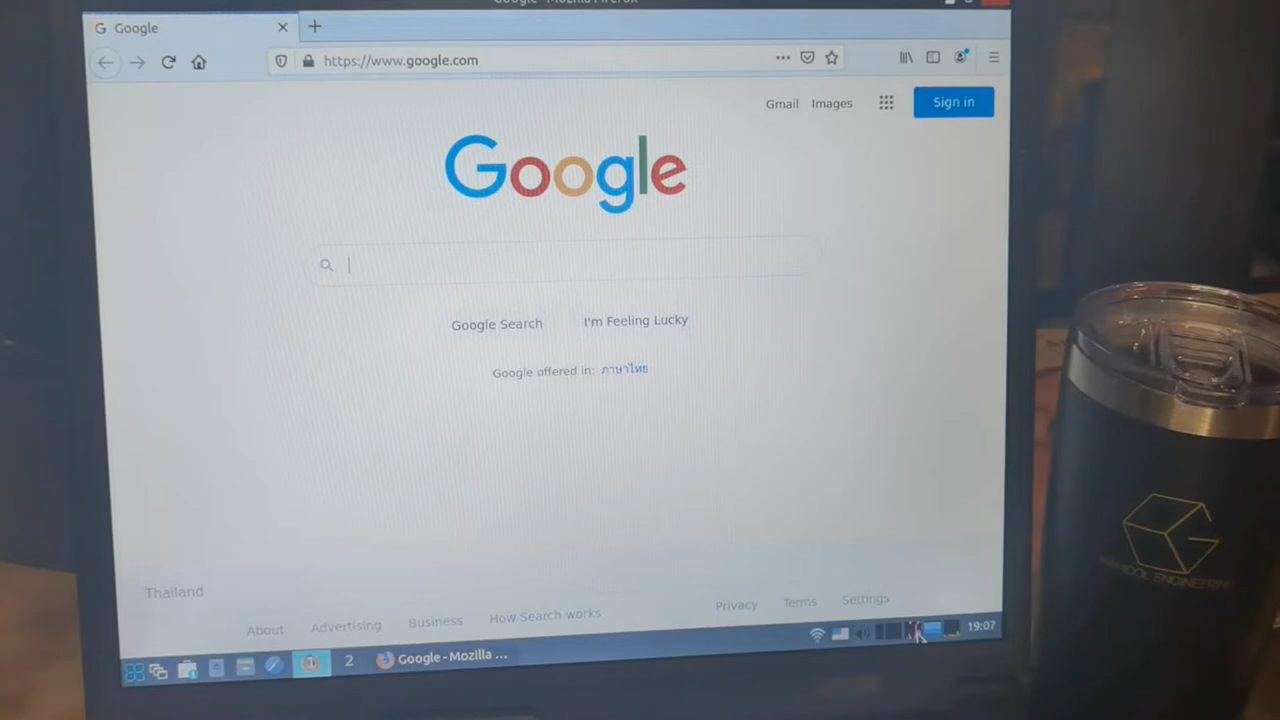 Google - Mozilla Firefox
Google
https://www.google.com
Gmail Images Sign in
Google
Google Search I'm Feeling Lucky
Google offered in: ภาษาไทย
Thailand
About Advertising Business How Search works Privacy Terms Settings
1 2 Google - Mozilla ... 19:07
ENGINEERING